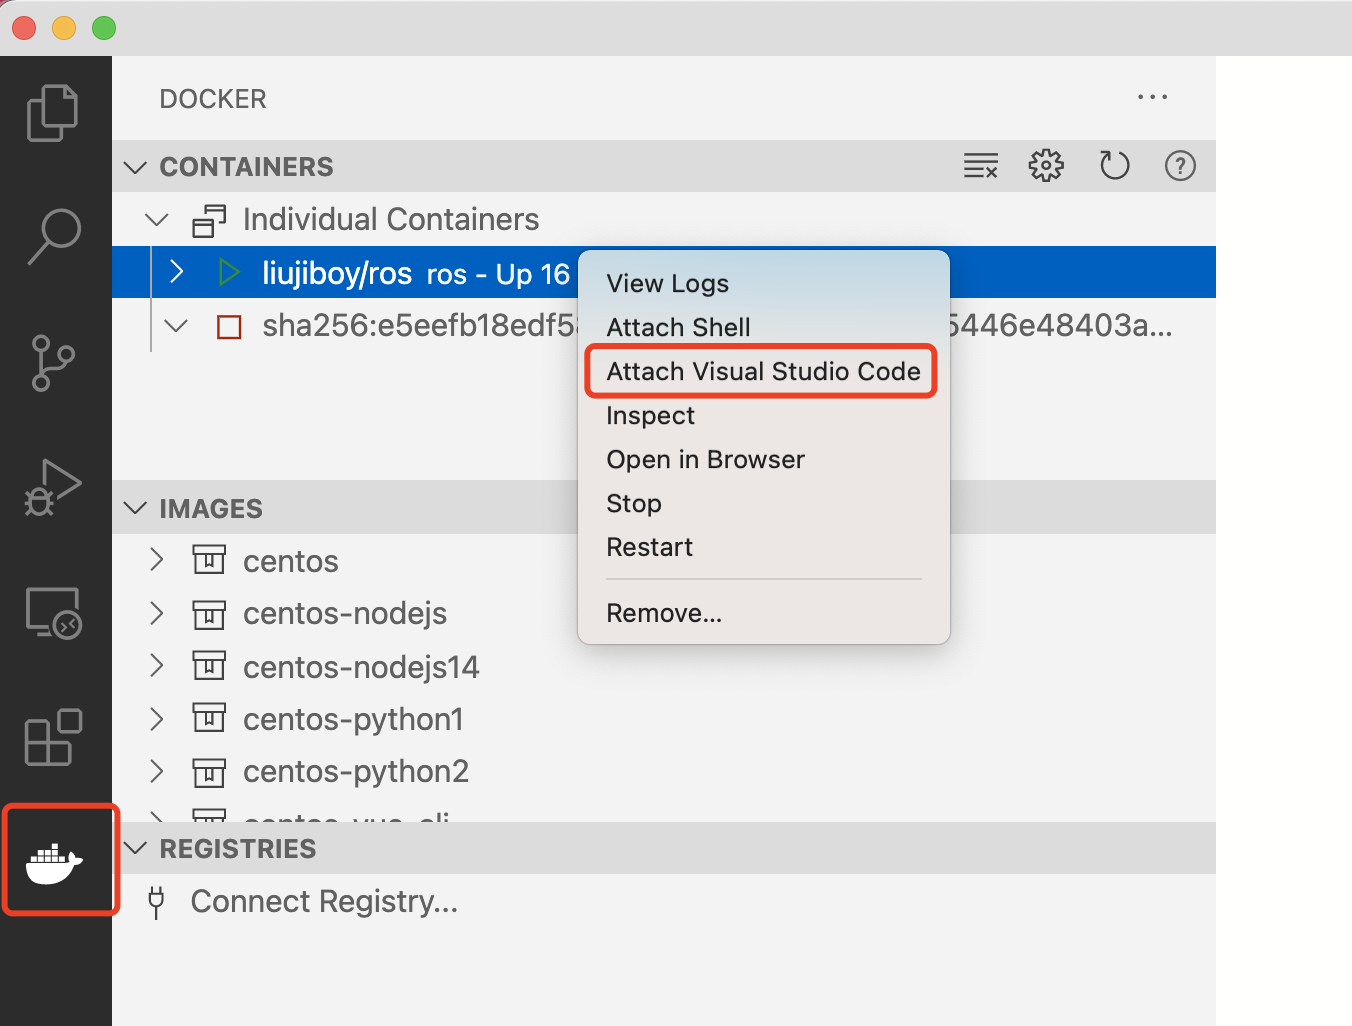 DOCKER
CONTAINERS
Individual Containers
liujiboy/ros ros - Up 16
sha256:e5eefb18edf5 5446e48403a...
View Logs
Attach Shell
Attach Visual Studio Code
Inspect
Open in Browser
Stop
Restart
Remove...
IMAGES
centos
centos-nodejs
centos-nodejs14
centos-python1
centos-python2
REGISTRIES
Connect Registry...